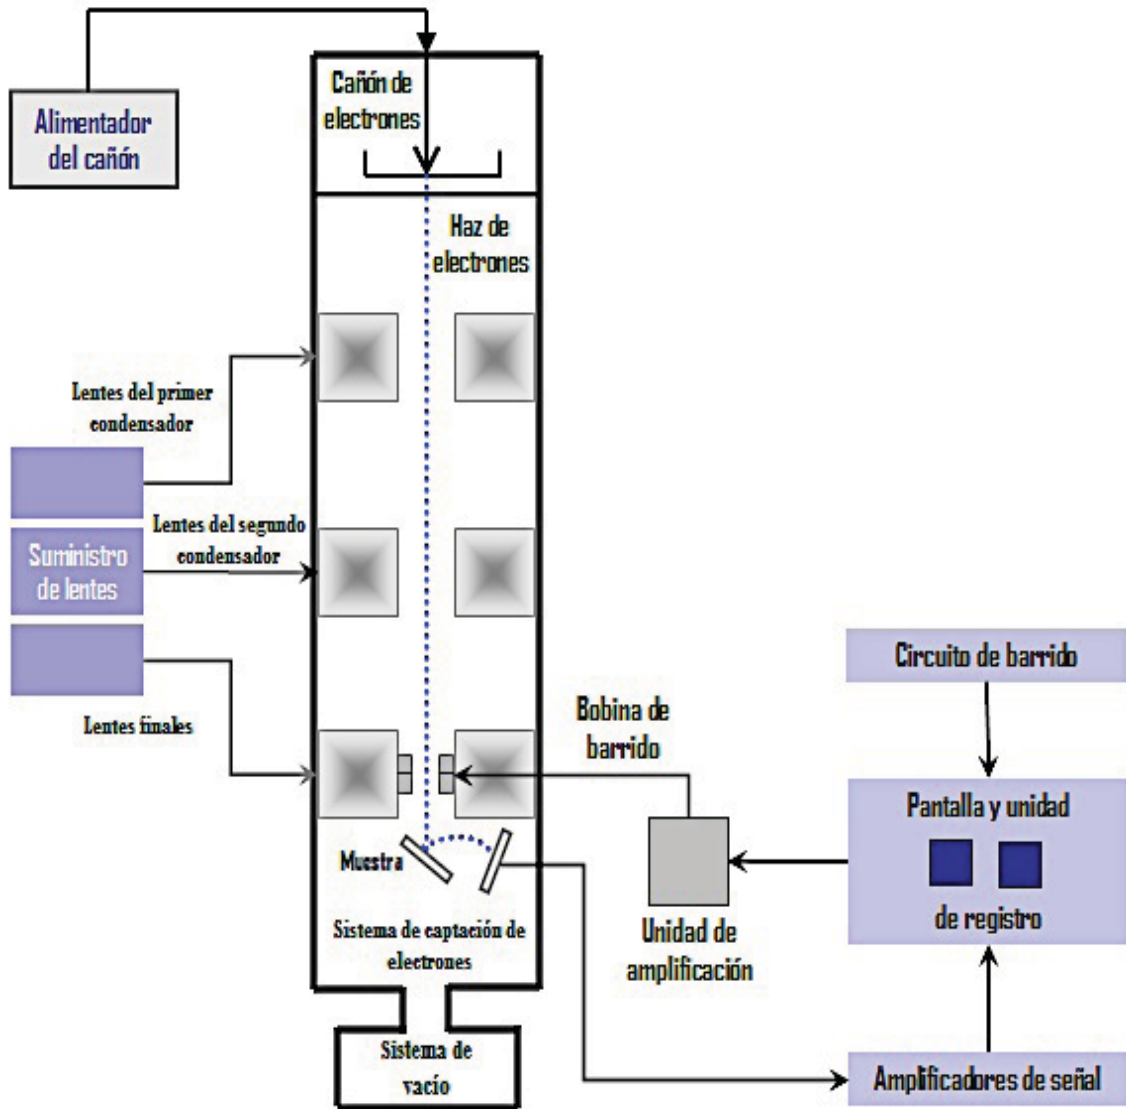 Cañón de
electrones
Alimentador
del cañón
Haz de
electrones
Lentes del primer
condensador
Lentes del segundo
condensador
Suministro
de lentes
Lentes finales
Circuito de barrido
Bobina de
barrido
Pantalla y unidad
de registro
Muestra
Unidad de
amplificación
Sistema de captación de
electrones
Sistema de
vacío
Amplificadores de señal